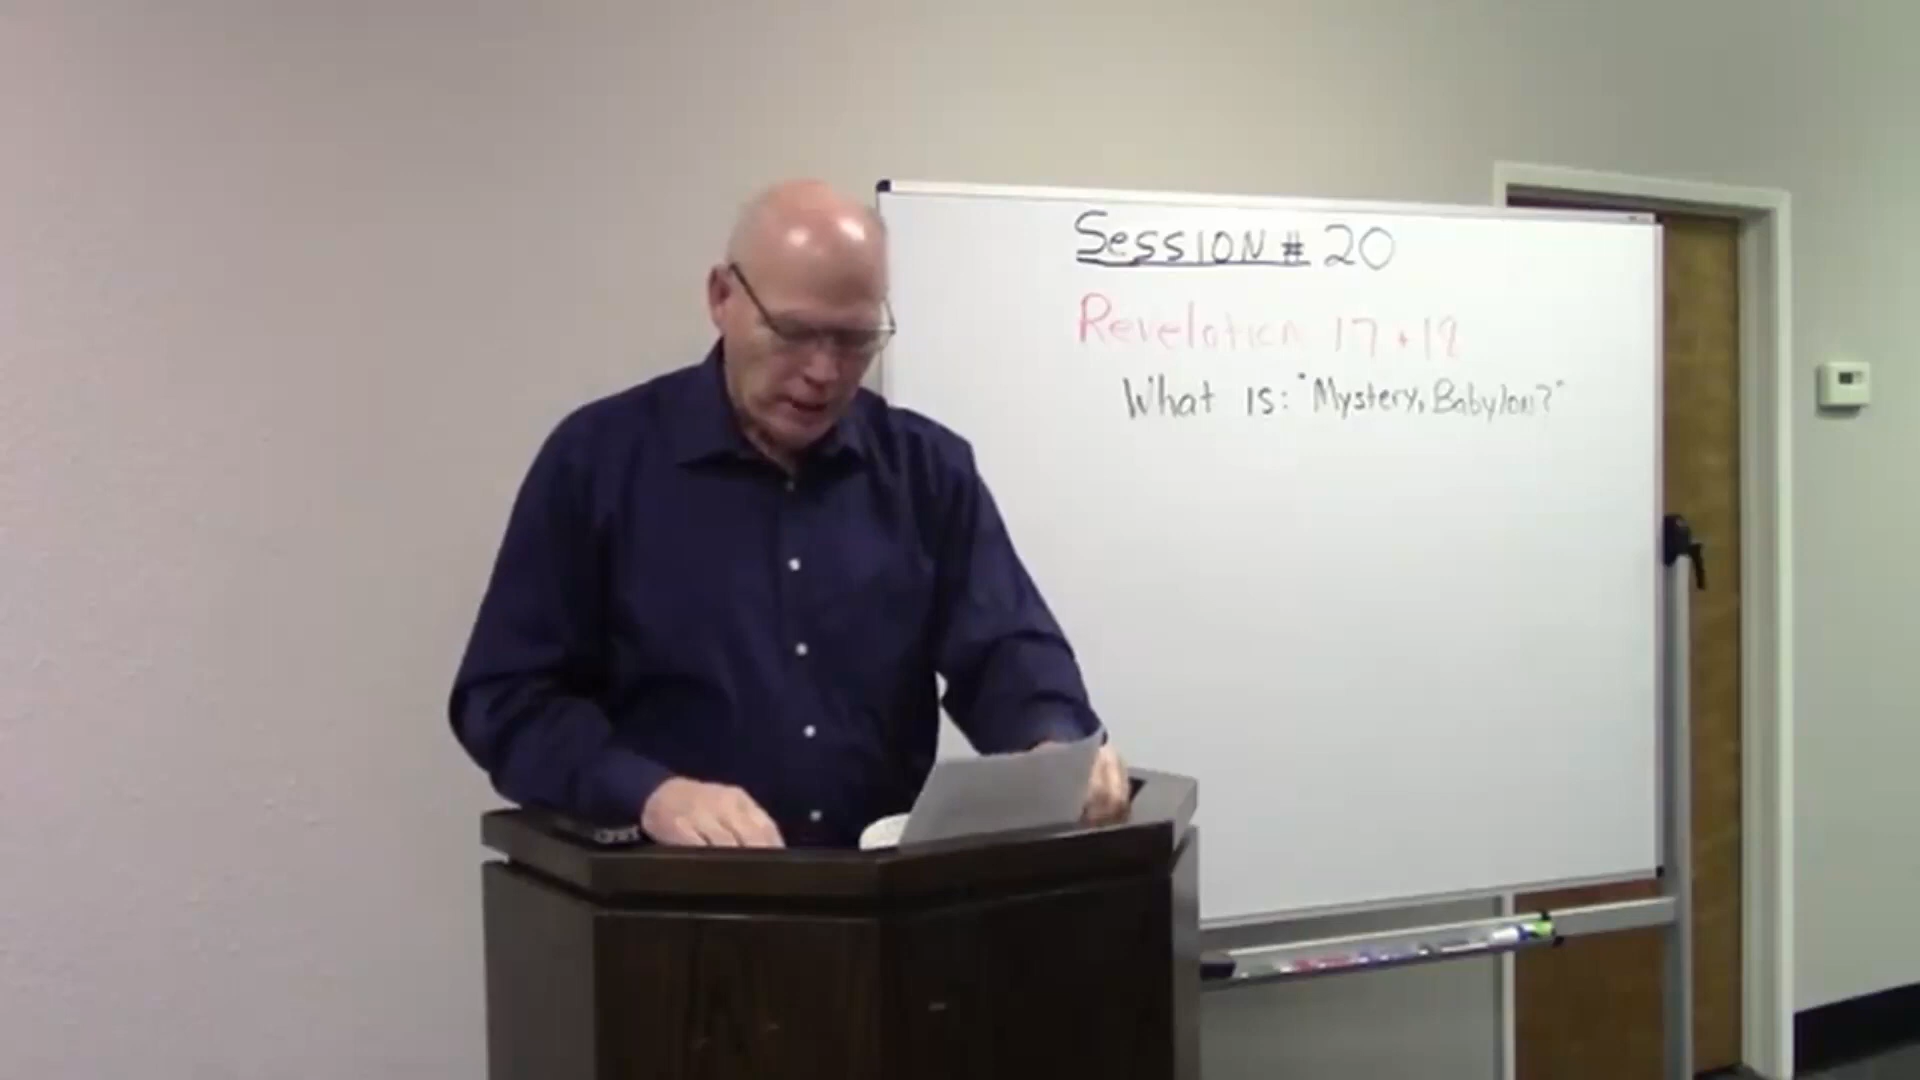 Session # 20
Revelation 17 + 18
What is: "Mystery, Babylon?"